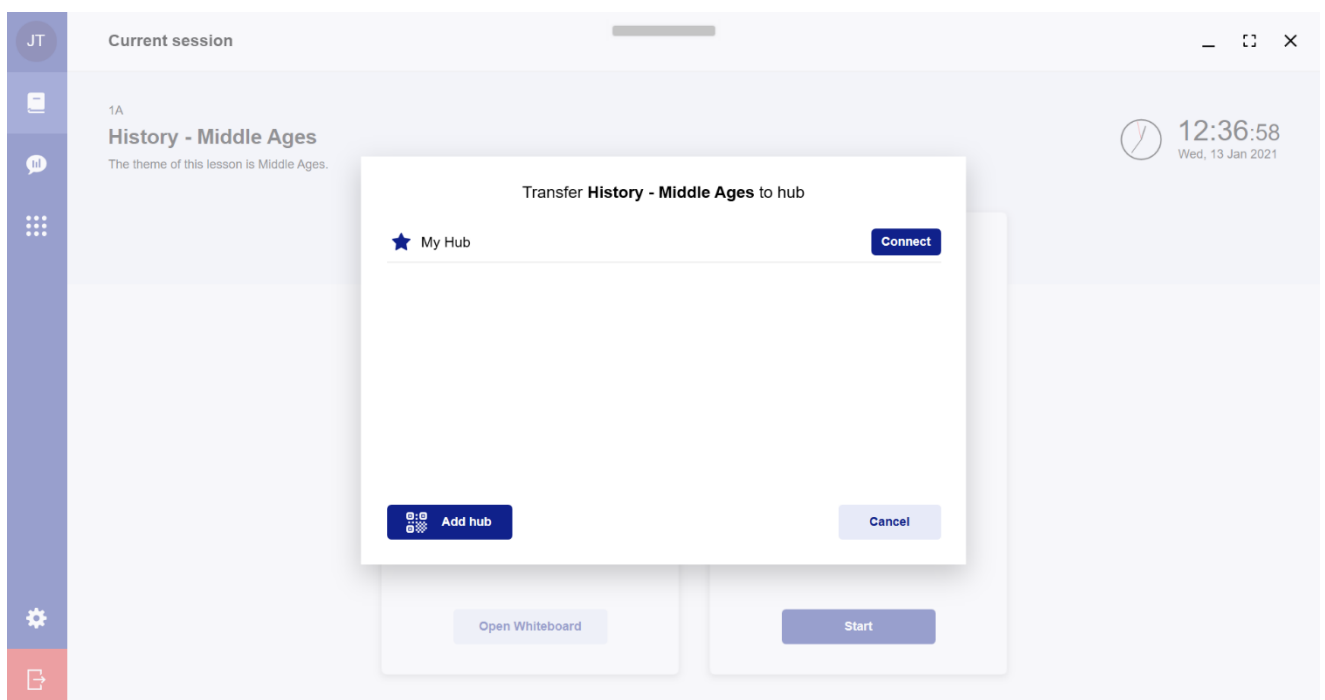 JT
Current session
1A
History - Middle Ages
The theme of this lesson is Middle Ages.
12:36:58
Wed, 13 Jan 2021
Transfer History - Middle Ages to hub
My Hub
Connect
Add hub
Cancel
Open Whiteboard
Start